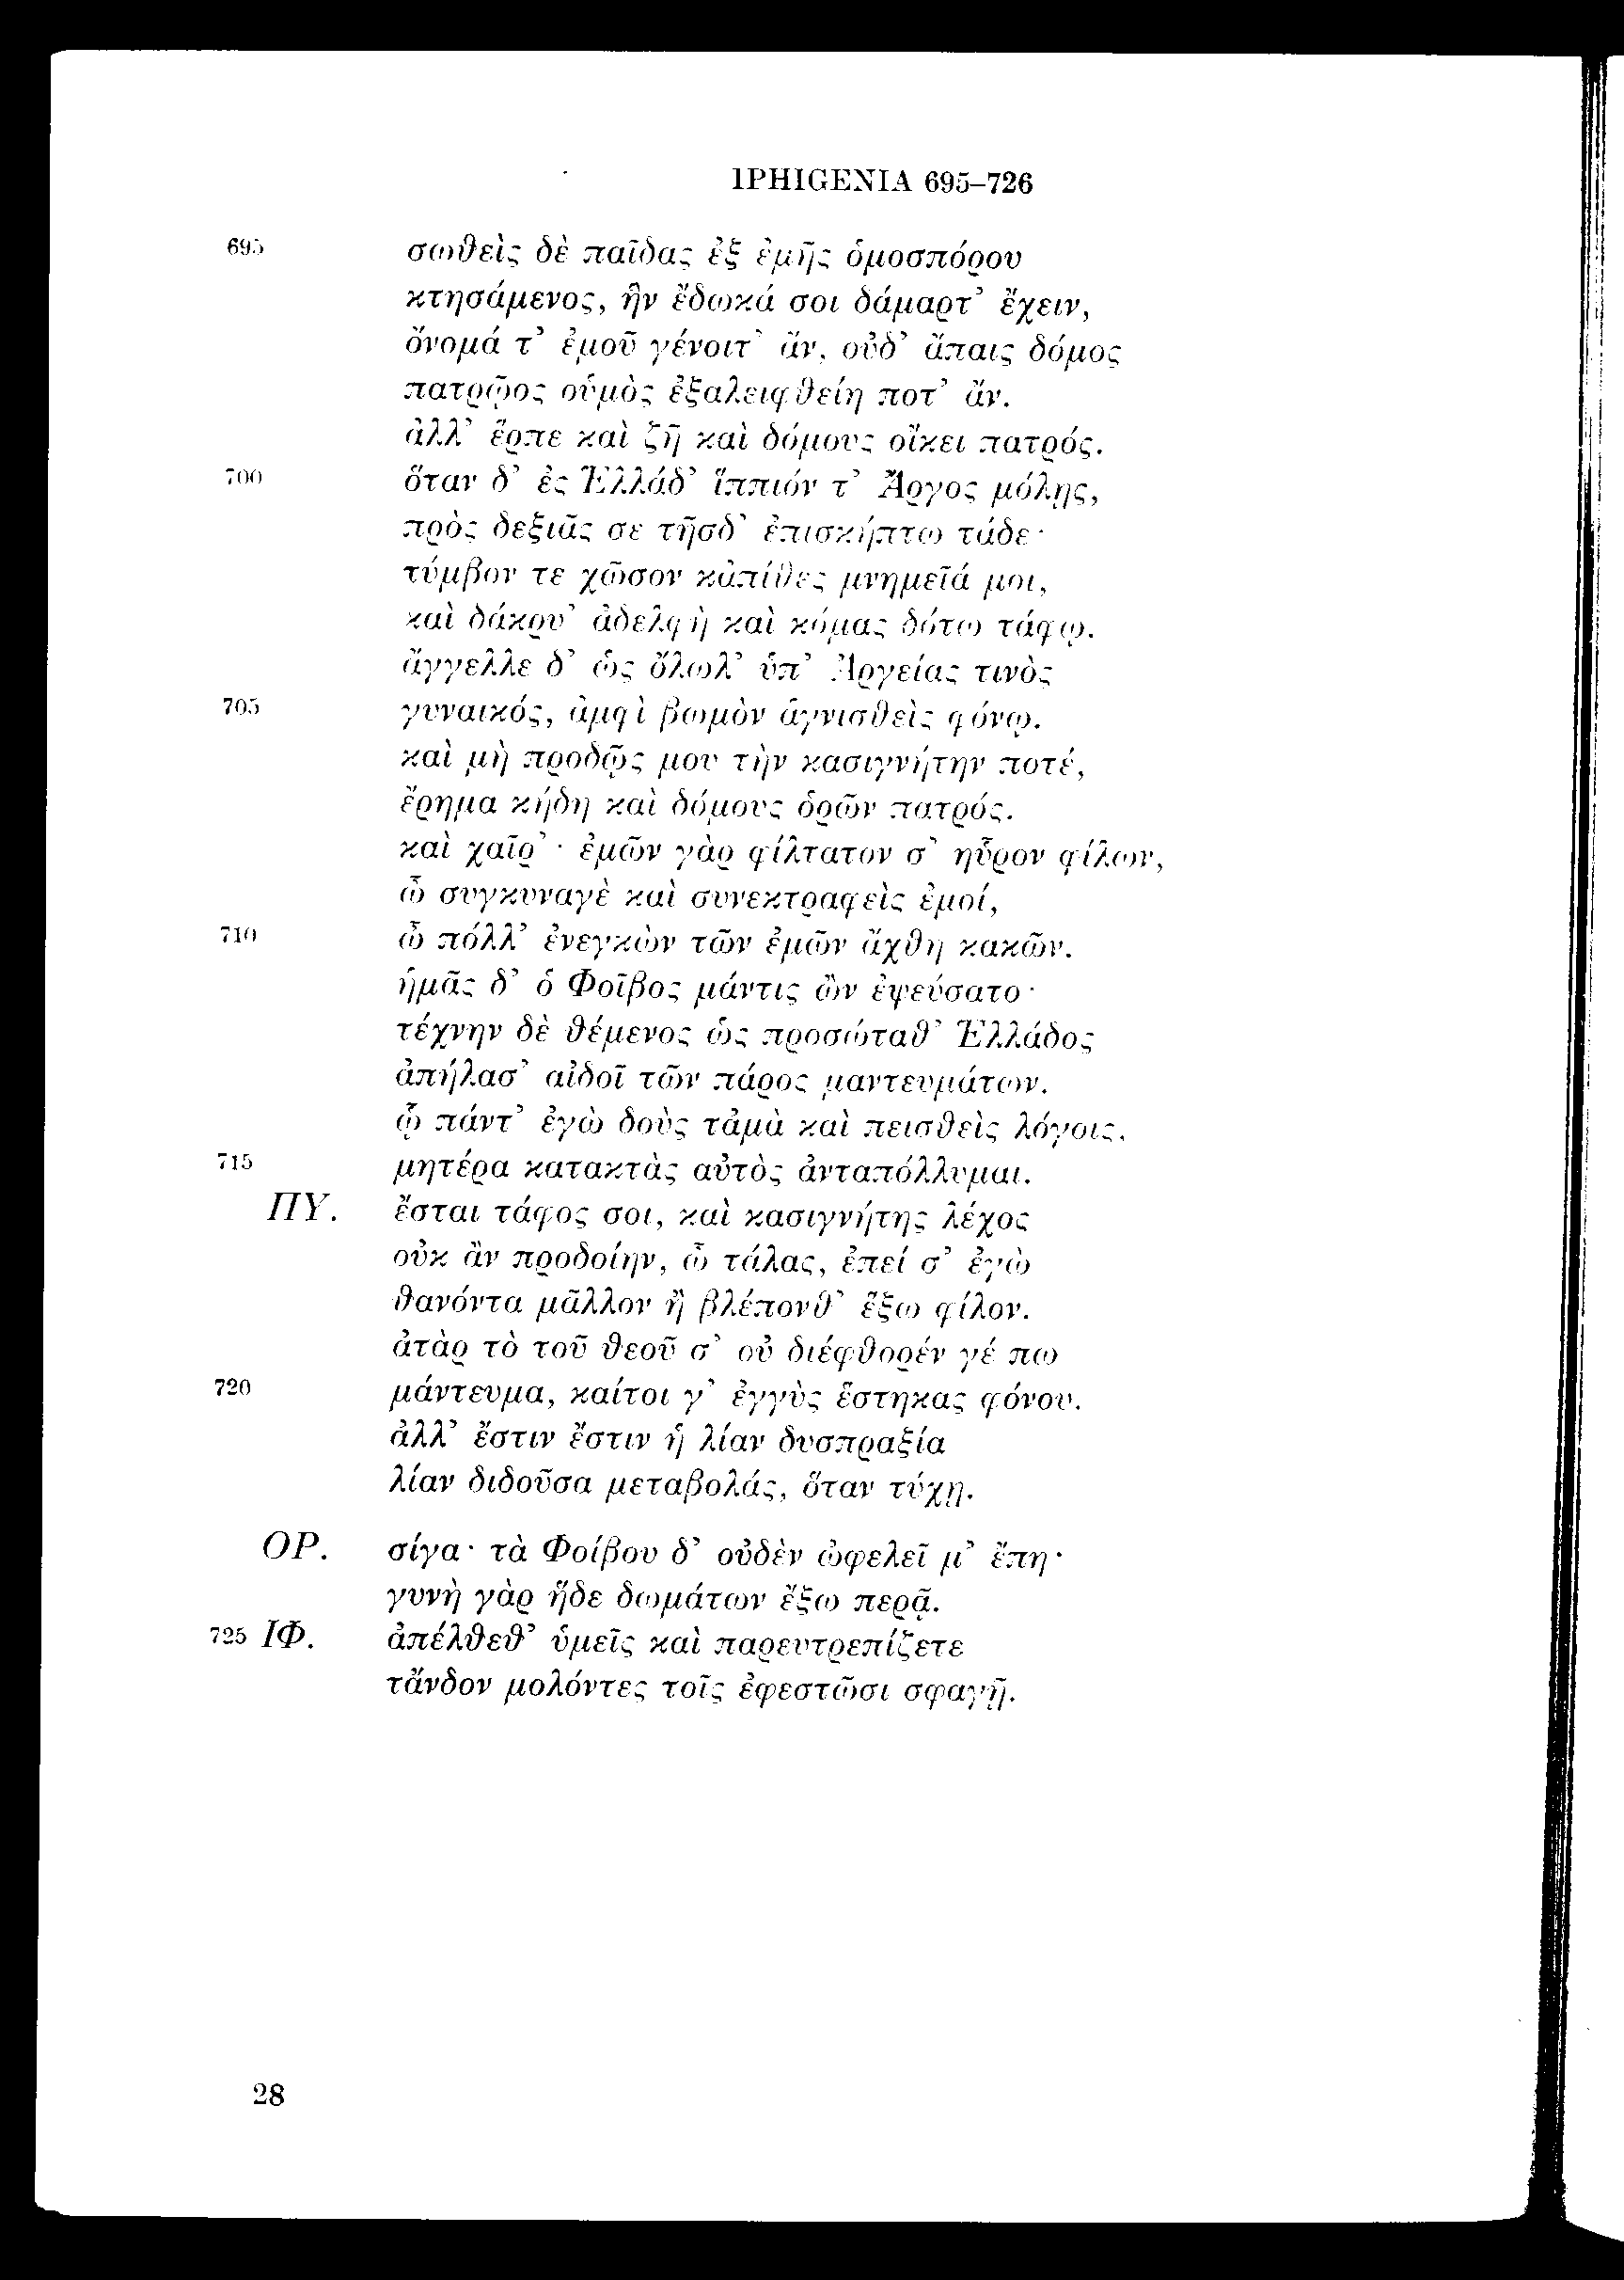 IPHIGENIA 695–726
695 σωθεὶς δὲ παῖδας ἐξ ἐμῆς ὁμοσπόρου
κτησάμενος, ἣν ἔδωκά σοι δάμαρτ’ ἔχειν,
ὄνομά τ’ ἐμοῦ γένοιτ’ ἄν, οὐδ’ ἄπαις δόμος
πατρῷος οὑμὸς ἐξαλειφθείη ποτ’ ἄν.
ἀλλ’ ἕρπε καὶ ζῆ καὶ δόμους οἴκει πατρός.
700 ὅταν δ’ ἐς Ἑλλάδ’ ἵππιόν τ’ Ἄργος μόλῃς,
πρὸς δεξιᾶς σε τῆσδ’ ἐπισκήπτω τάδε·
τύμβον τε χῶσον κἀπίθες μνημεῖά μοι,
καὶ δάκρυ’ ἀδελφὴ καὶ κόμας δότω τάφῳ.
ἄγγελλε δ’ ὡς ὄλωλ’ ὑπ’ Ἀργείας τινὸς
705 γυναικός, ἀμφὶ βωμὸν ἁγνισθεὶς φόνῳ.
καὶ μὴ προδῷς μου τὴν κασιγνήτην ποτέ,
ἔρημα κήδη καὶ δόμους ὁρῶν πατρός.
καὶ χαῖρ’· ἐμῶν γὰρ φίλτατον σ’ ηὗρον φίλων,
ὦ συγκυναγὲ καὶ συνεκτραφεὶς ἐμοί,
710 ὦ πόλλ’ ἐνεγκὼν τῶν ἐμῶν ἄχθη κακῶν.
ἡμᾶς δ’ ὁ Φοῖβος μάντις ὢν ἐψεύσατο·
τέχνην δὲ θέμενος ὡς προσώταθ’ Ἑλλάδος
ἀπήλασ’ αἰδοῖ τῶν πάρος μαντευμάτων.
ᾧ πάντ’ ἐγὼ δοὺς τἀμὰ καὶ πεισθεὶς λόγοις,
715 μητέρα κατακτὰς αὐτὸς ἀνταπόλλυμαι.
ΠΥ. ἔσται τάφος σοι, καὶ κασιγνήτης λέχος
οὐκ ἂν προδοίην, ὦ τάλας, ἐπεί σ’ ἐγὼ
θανόντα μᾶλλον ἢ βλέπονθ’ ἕξω φίλον.
ἀτὰρ τὸ τοῦ θεοῦ σ’ οὐ διέφθορέν γέ πω
720 μάντευμα, καίτοι γ’ ἐγγὺς ἕστηκας φόνου.
ἀλλ’ ἔστιν ἔστιν ἡ λίαν δυσπραξία
λίαν διδοῦσα μεταβολάς, ὅταν τύχῃ.
ΟΡ. σίγα· τὰ Φοίβου δ’ οὐδὲν ὠφελεῖ μ’ ἔπη·
γυνὴ γὰρ ἥδε δωμάτων ἔξω περᾷ.
725 ΙΦ. ἀπέλθεθ’ ὑμεῖς καὶ παρευτρεπίζετε
τἄνδον μολόντες τοῖς ἐφεστῶσι σφαγῇ.
28